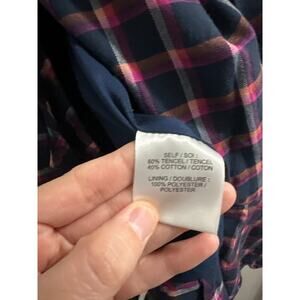 SELF / SOI :
60% TENCEL / TENCEL
40% COTTON / COTON
LINING / DOUBLURE :
100% POLYESTER /
POLYESTER